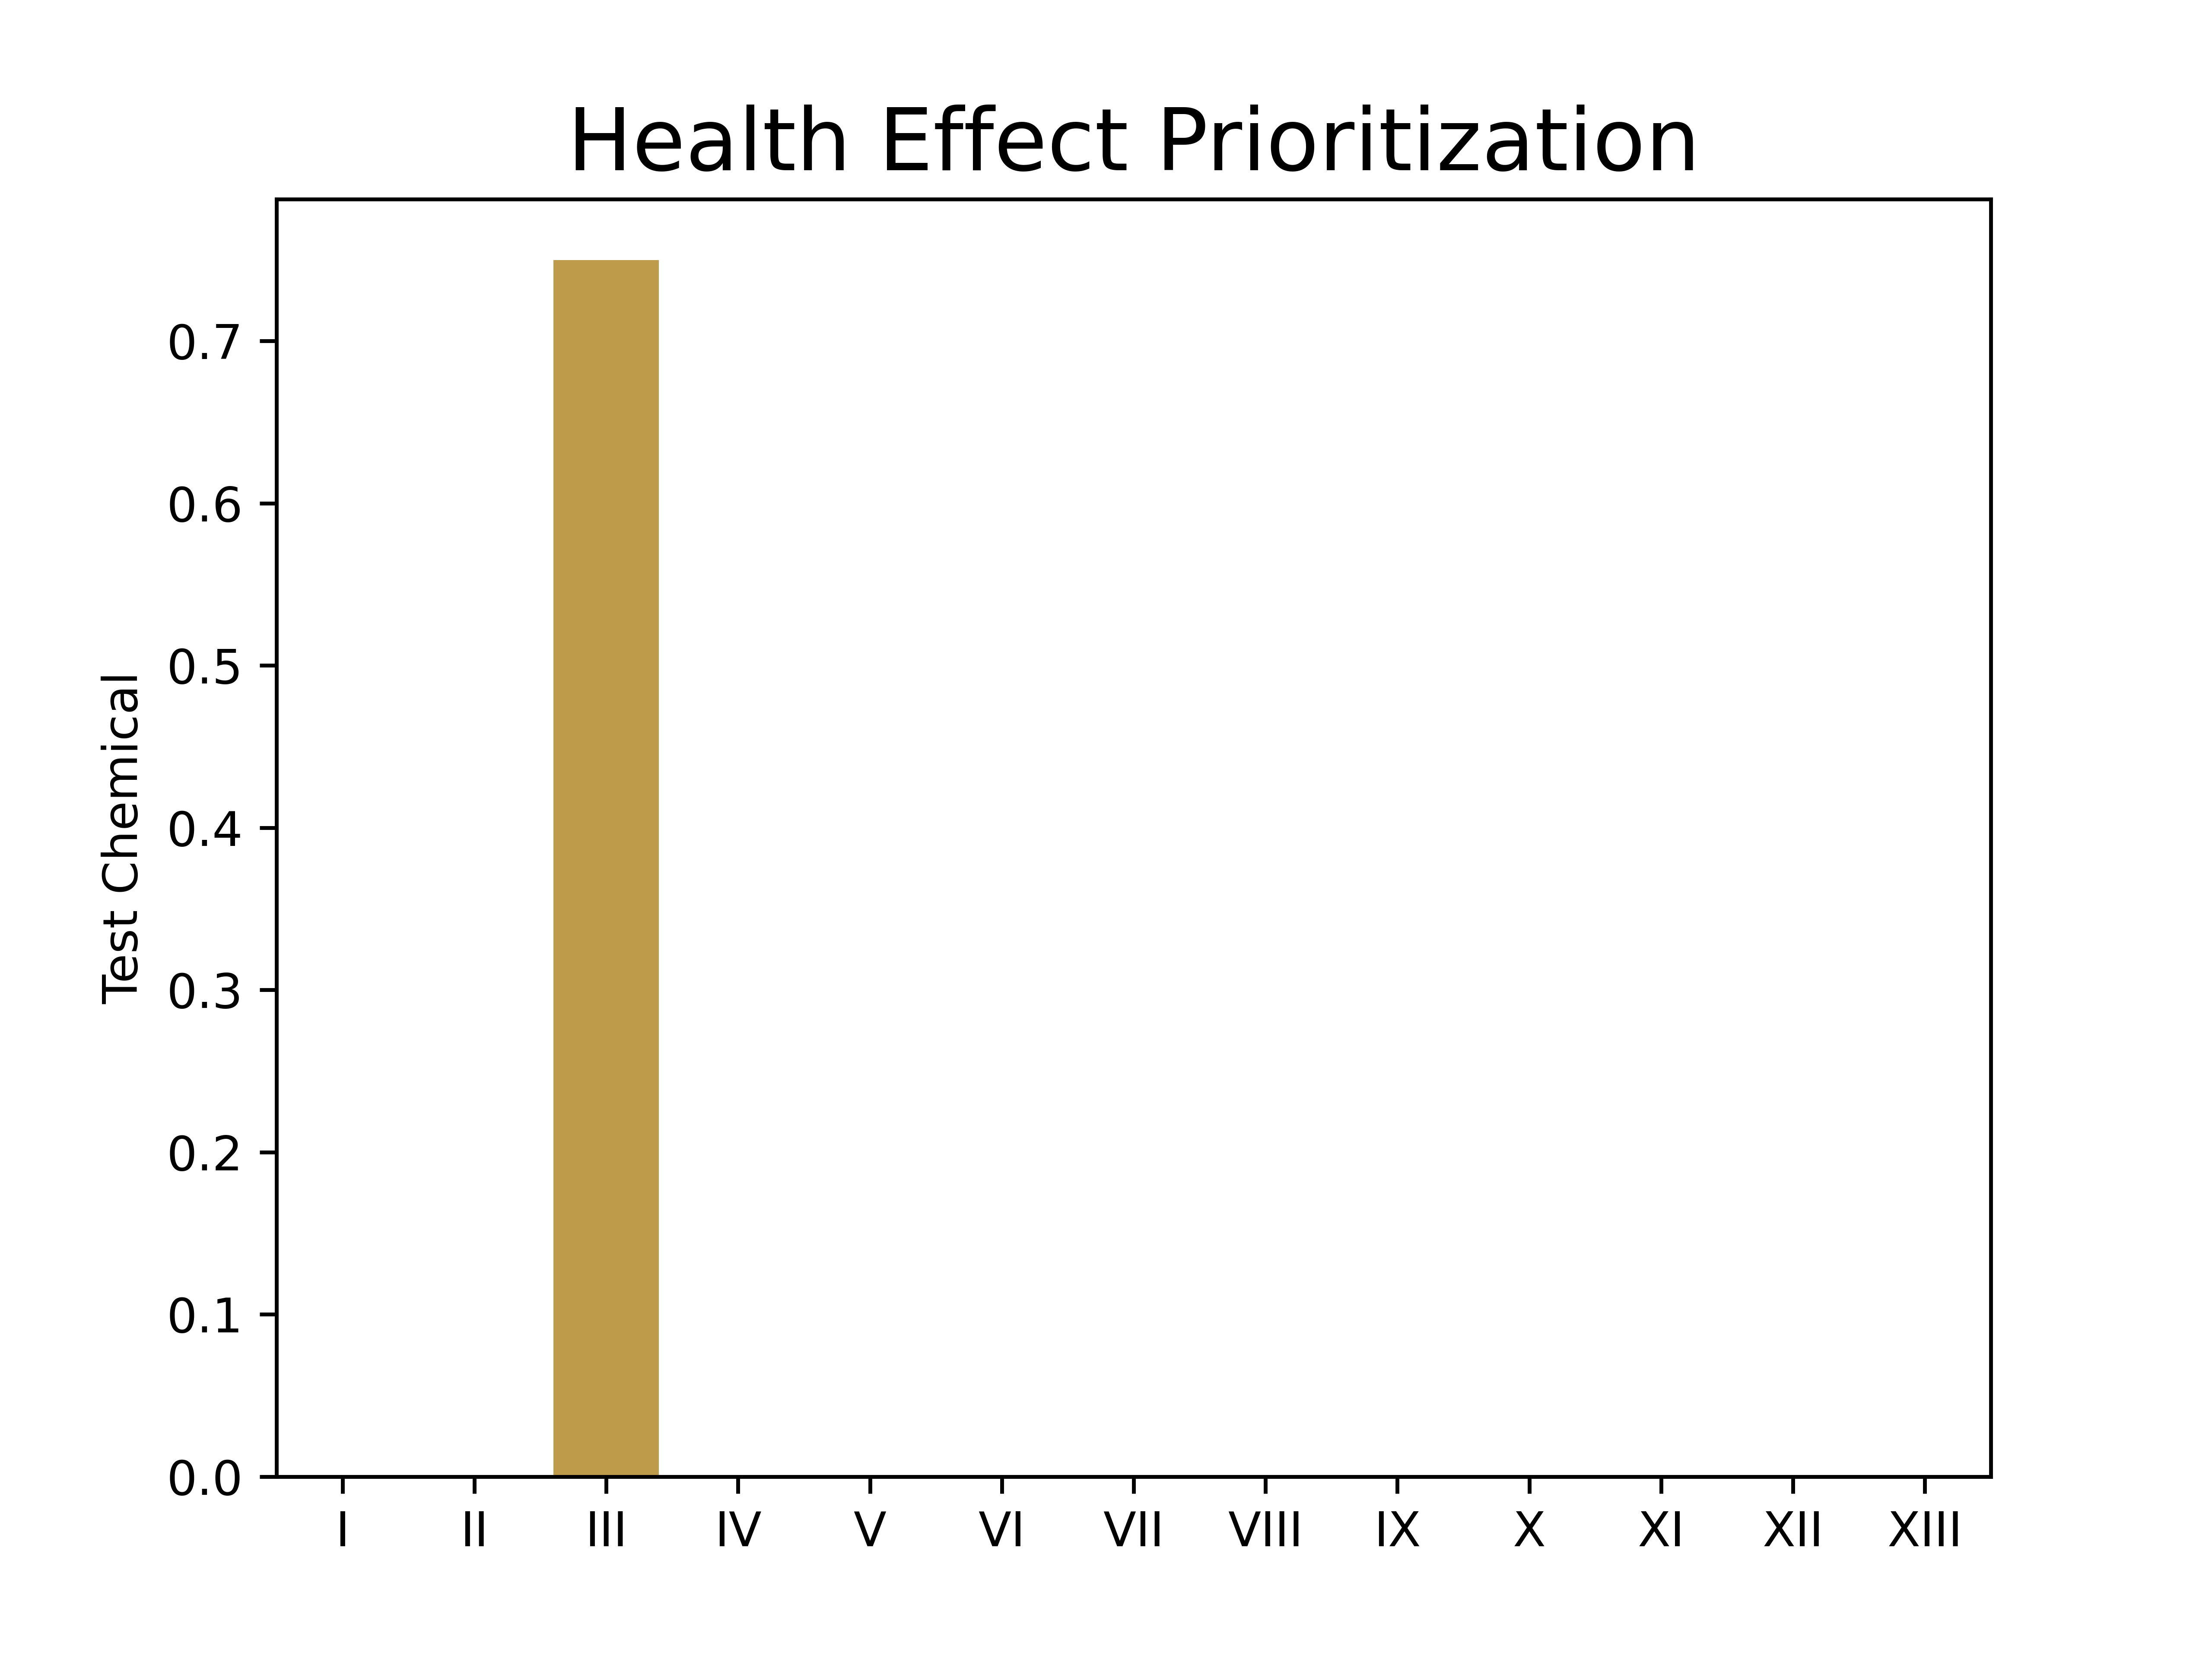 Health Effect Prioritization
Test Chemical
0.7
0.6
0.5
0.4
0.3
0.2
0.1
0.0
I II III IV V VI VII VIII IX X XI XII XIII